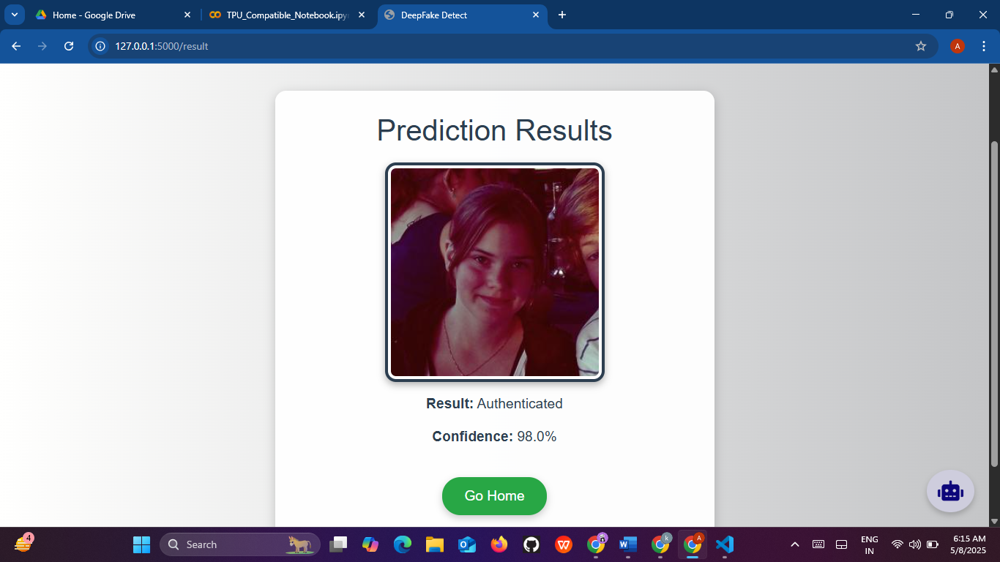 Home - Google Drive
TPU_Compatible_Notebook.ipy
DeepFake Detect
127.0.0.1:5000/result
A
Prediction Results
Result: Authenticated
Confidence: 98.0%
Go Home
4
Search
W
k
A
ENG
IN
6:15 AM
5/8/2025